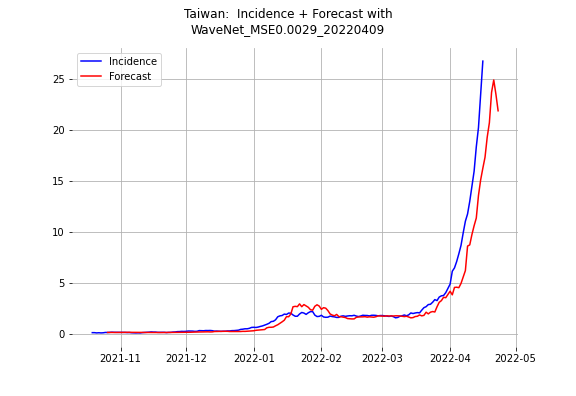 Taiwan:  Incidence + Forecast with
WaveNet_MSE0.0029_20220409
Incidence
Forecast
25
20
15
10
5
0
2021-11 2021-12 2022-01 2022-02 2022-03 2022-04 2022-05